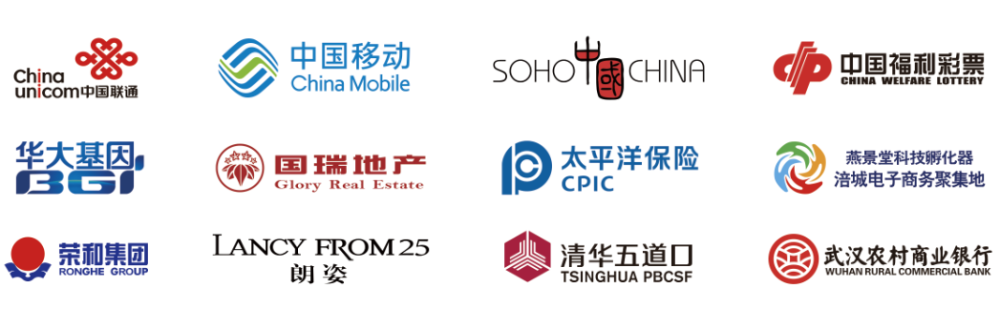 China
unicom中国联通
中国移动
China Mobile
SOHO 中國 CHINA
中国福利彩票
CHINA WELFARE LOTTERY
华大基因
BGI
国瑞地产
Glory Real Estate
太平洋保险
CPIC
燕景堂科技孵化器
涪城电子商务聚集地
荣和集团
RONGHE GROUP
LANCY FROM 25
朗姿
清华五道口
TSINGHUA PBCSF
武汉农村商业银行
WUHAN RURAL COMMERCIAL BANK